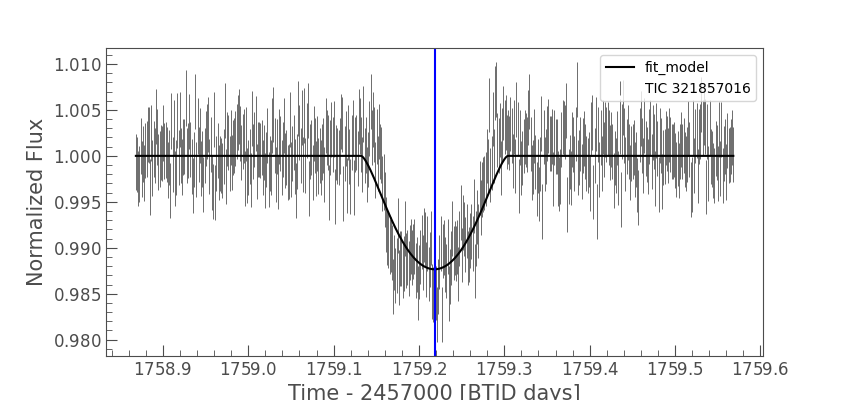 fit_model
TIC 321857016
Normalized Flux
1.010
1.005
1.000
0.995
0.990
0.985
0.980
1758.9 1759.0 1759.1 1759.2 1759.3 1759.4 1759.5 1759.6
Time - 2457000 [BTJD days]